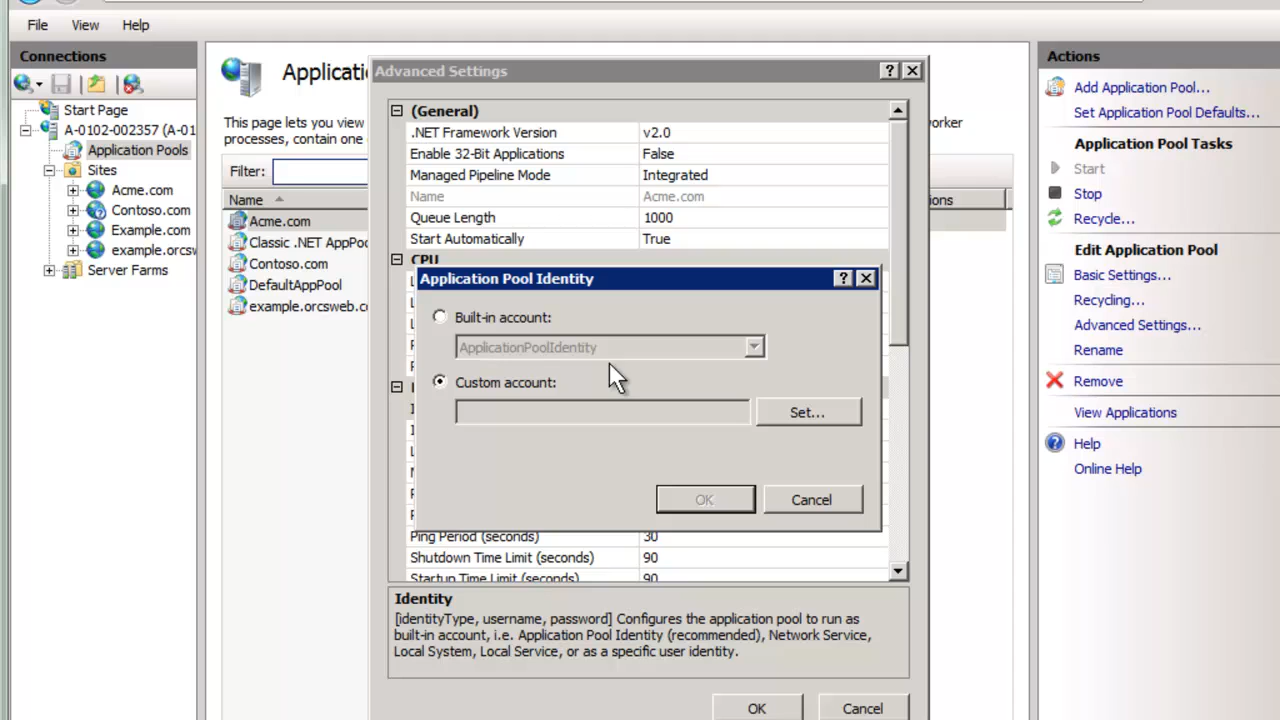 File View Help
Connections
Start Page
A-0102-002357 (A-01
Application Pools
Sites
Acme.com
Contoso.com
Example.com
example.orcsw
Server Farms
Applicati
This page lets you view
processes, contain one
orker
Filter:
Name
ions
Acme.com
Classic .NET AppPoo
Contoso.com
DefaultAppPool
example.orcsweb.co
Advanced Settings
(General)
.NET Framework Version v2.0
Enable 32-Bit Applications False
Managed Pipeline Mode Integrated
Name Acme.com
Queue Length 1000
Start Automatically True
CPU
Application Pool Identity
Built-in account:
ApplicationPoolIdentity
Custom account:
Set...
OK Cancel
Ping Period (seconds) 30
Shutdown Time Limit (seconds) 90
Startup Time Limit (seconds) 90
Identity
[identityType, username, password] Configures the application pool to run as
built-in account, i.e. Application Pool Identity (recommended), Network Service,
Local System, Local Service, or as a specific user identity.
OK Cancel
Actions
Add Application Pool...
Set Application Pool Defaults...
Application Pool Tasks
Start
Stop
Recycle...
Edit Application Pool
Basic Settings...
Recycling...
Advanced Settings...
Rename
Remove
View Applications
Help
Online Help